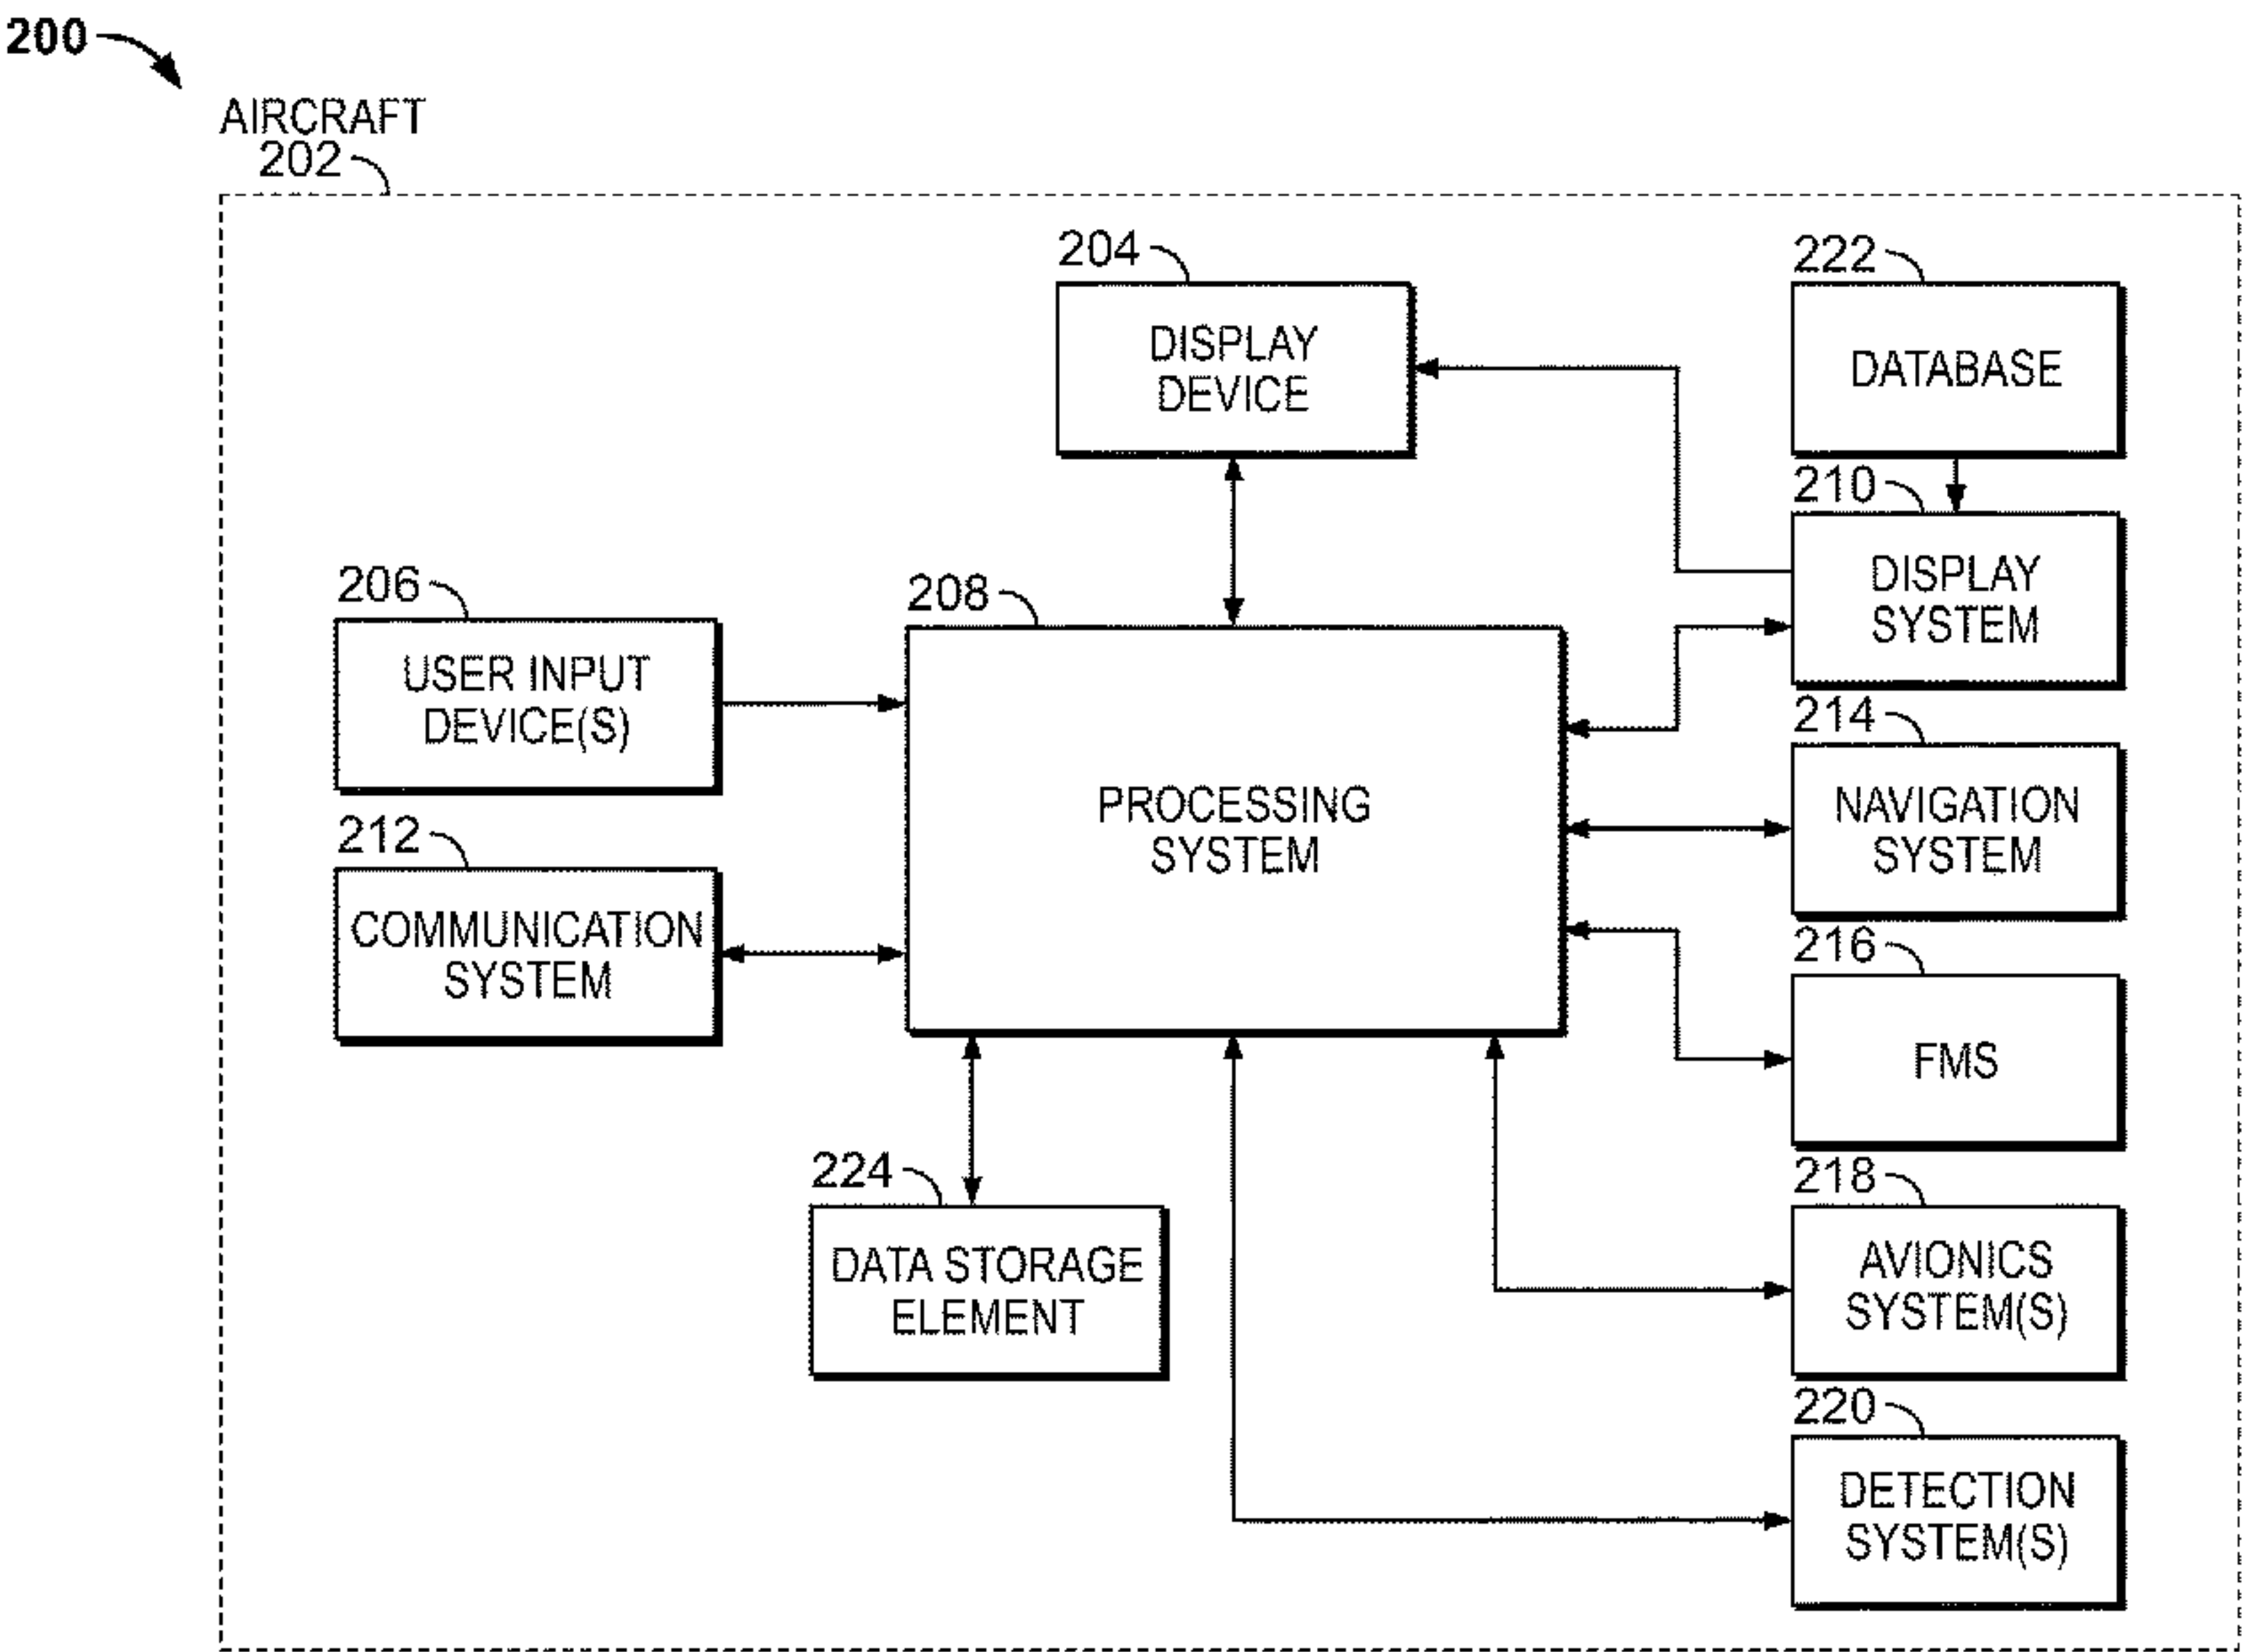 200
AIRCRAFT
202
204
DISPLAY
DEVICE
222
DATABASE
210
DISPLAY
SYSTEM
206
USER INPUT
DEVICE(S)
208
PROCESSING
SYSTEM
214
NAVIGATION
SYSTEM
212
COMMUNICATION
SYSTEM
216
FMS
224
DATA STORAGE
ELEMENT
218
AVIONICS
SYSTEM(S)
220
DETECTION
SYSTEM(S)